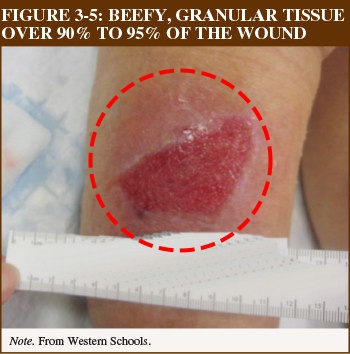 FIGURE 3-5: BEEFY, GRANULAR TISSUE
OVER 90% TO 95% OF THE WOUND
Note. From Western Schools.